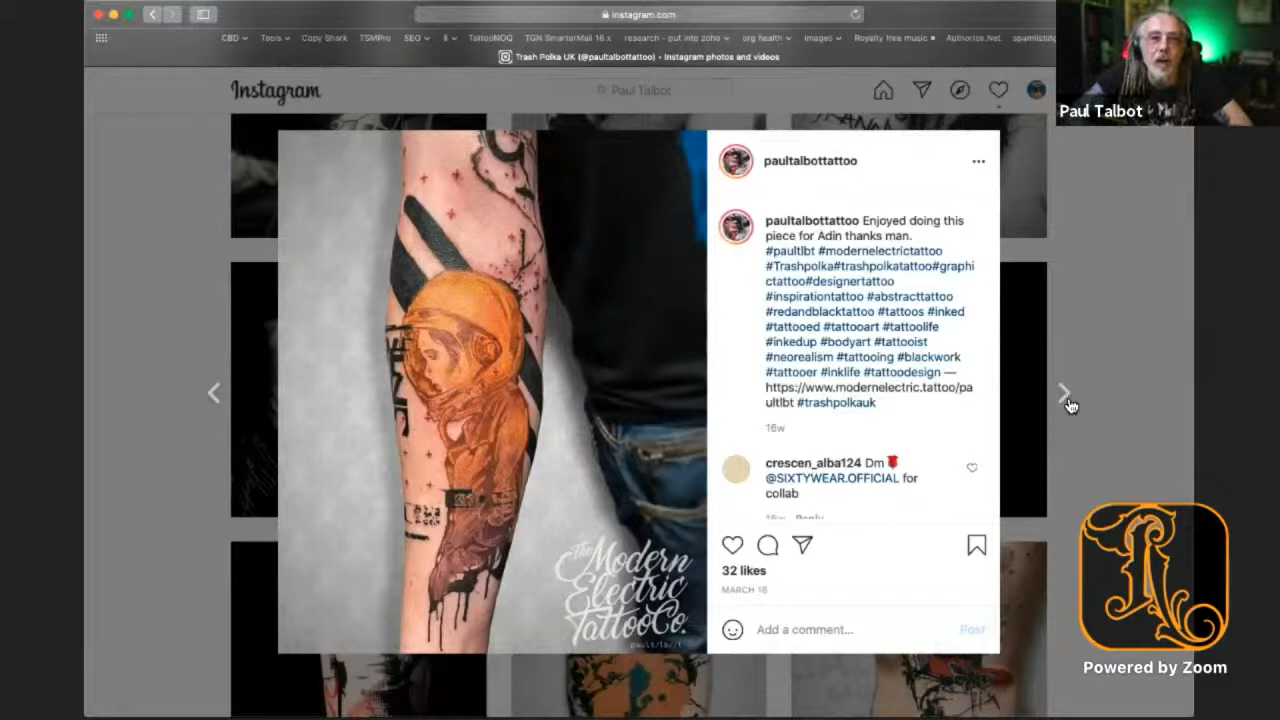 instagram.com
CBD
Tools
Copy Shark
TSMPro
SEO
$
TattooNOQ
TGN SmarterMail 16.x
research - put into zoho
org health
Images
Royalty free music
Authorize.Net
spamlisting
Trash Polka UK (@paultalbottattoo) • Instagram photos and videos
Instagram
Paul Talbot
Paul Talbot
paultalbottattoo
paultalbottattoo Enjoyed doing this
piece for Adin thanks man.
#paultlbt #modernelectrictattoo
#Trashpolka#trashpolkatattoo#graphi
ctattoo#designertattoo
#inspirationtattoo #abstracttattoo
#redandblacktattoo #tattoos #inked
#tattooed #tattooart #tattoolife
#inkedup #bodyart #tattooist
#neorealism #tattooing #blackwork
#tattooer #inklife #tattoodesign —
https://www.modernelectric.tattoo/pa
ultlbt #trashpolkauk
16w
crescen_alba124 Dm
@SIXTYWEAR.OFFICIAL for
collab
16w Reply
32 likes
MARCH 18
Add a comment...
Post
The Modern
Electric
Tattoo Co.
Powered by Zoom